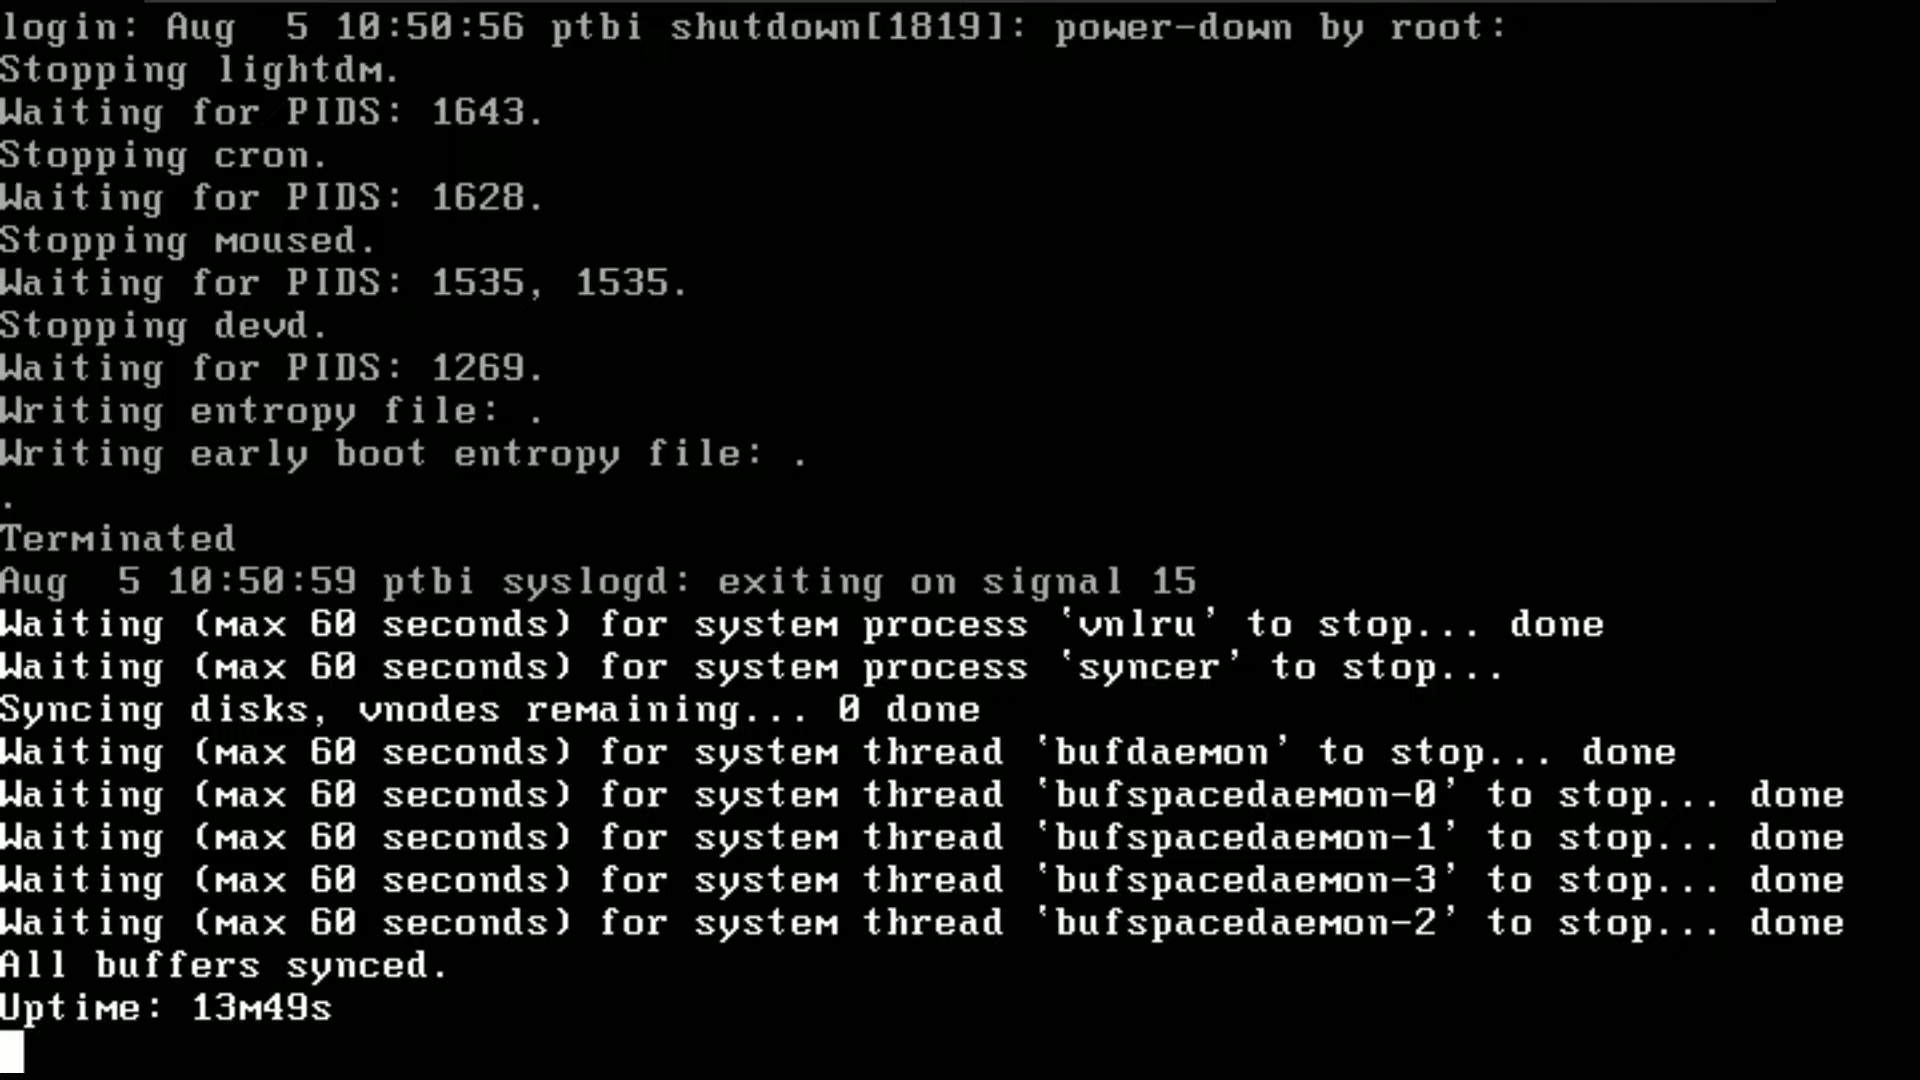 login: Aug  5 10:50:56 ptbi shutdown[1819]: power-down by root:
Stopping lightdm.
Waiting for PIDS: 1643.
Stopping cron.
Waiting for PIDS: 1628.
Stopping moused.
Waiting for PIDS: 1535, 1535.
Stopping devd.
Waiting for PIDS: 1269.
Writing entropy file: .
Writing early boot entropy file: .
.
Terminated
Aug  5 10:50:59 ptbi syslogd: exiting on signal 15
Waiting (max 60 seconds) for system process `vnlru' to stop... done
Waiting (max 60 seconds) for system process `syncer' to stop...
Syncing disks, vnodes remaining... 0 done
Waiting (max 60 seconds) for system thread `bufdaemon' to stop... done
Waiting (max 60 seconds) for system thread `bufspacedaemon-0' to stop... done
Waiting (max 60 seconds) for system thread `bufspacedaemon-1' to stop... done
Waiting (max 60 seconds) for system thread `bufspacedaemon-3' to stop... done
Waiting (max 60 seconds) for system thread `bufspacedaemon-2' to stop... done
All buffers synced.
Uptime: 13m49s